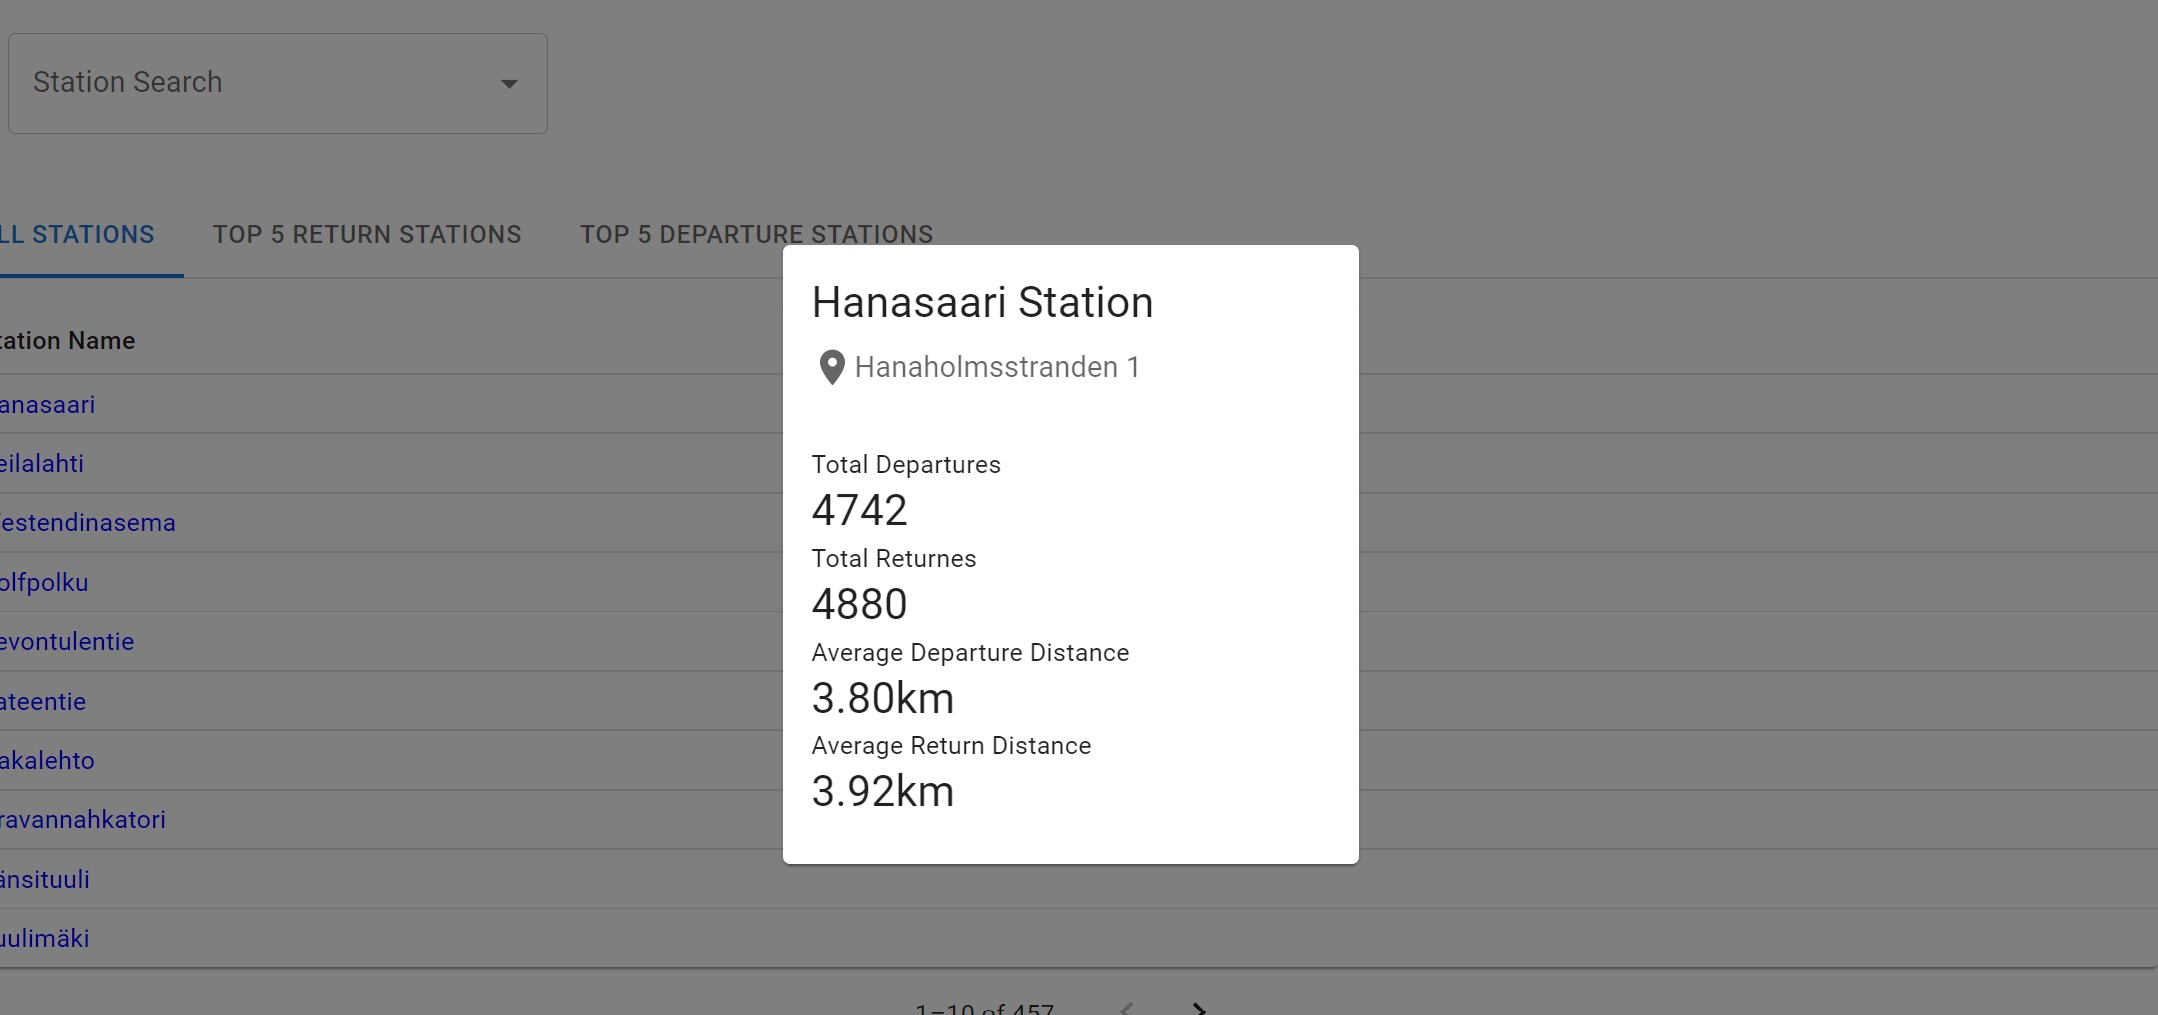 Station Search
LL STATIONS TOP 5 RETURN STATIONS TOP 5 DEPARTURE STATIONS
tation Name
anasaari
eilalahti
estendinasema
olfpolku
evontulentie
ateentie
akalehto
ravannahkatori
änsituuli
uulimäki
Hanasaari Station
Hanaholmsstranden 1
Total Departures
4742
Total Returnes
4880
Average Departure Distance
3.80km
Average Return Distance
3.92km
1–10 of 457